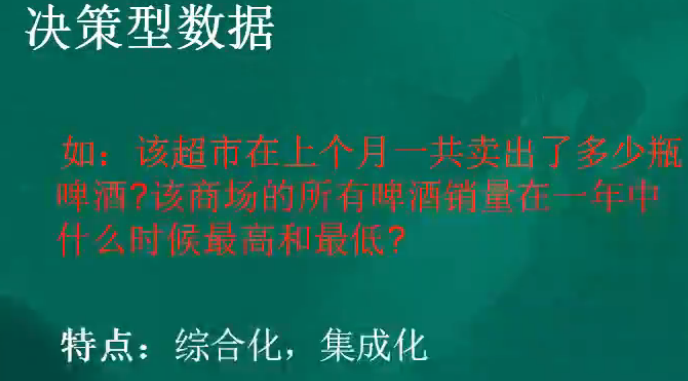 决策型数据
如：该超市在上个月一共卖出了多少瓶
啤酒?该商场的所有啤酒销量在一年中
什么时候最高和最低?
特点：综合化，集成化